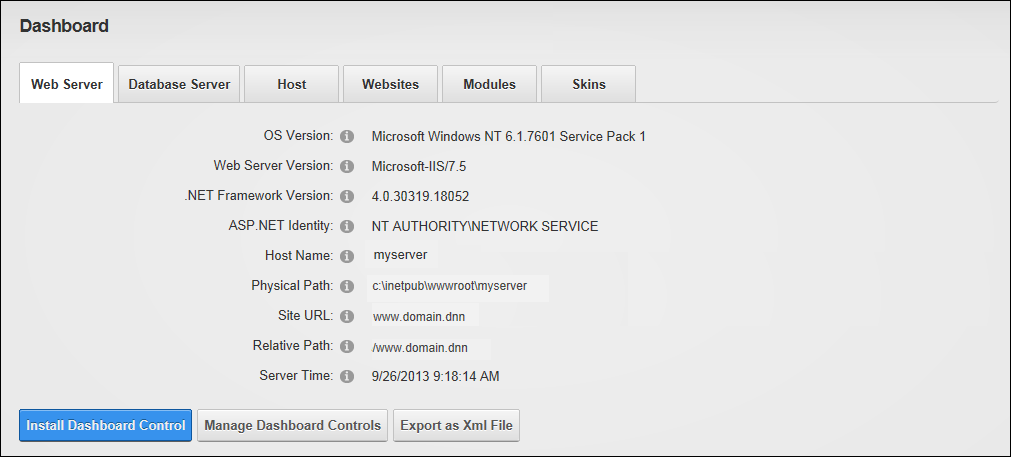 Dashboard
Web Server Database Server Host Websites Modules Skins
OS Version: Microsoft Windows NT 6.1.7601 Service Pack 1
Web Server Version: Microsoft-IIS/7.5
.NET Framework Version: 4.0.30319.18052
ASP.NET Identity: NT AUTHORITY\NETWORK SERVICE
Host Name: myserver
Physical Path: c:\inetpub\wwwroot\myserver
Site URL: www.domain.dnn
Relative Path: /www.domain.dnn
Server Time: 9/26/2013 9:18:14 AM
Install Dashboard Control Manage Dashboard Controls Export as Xml File